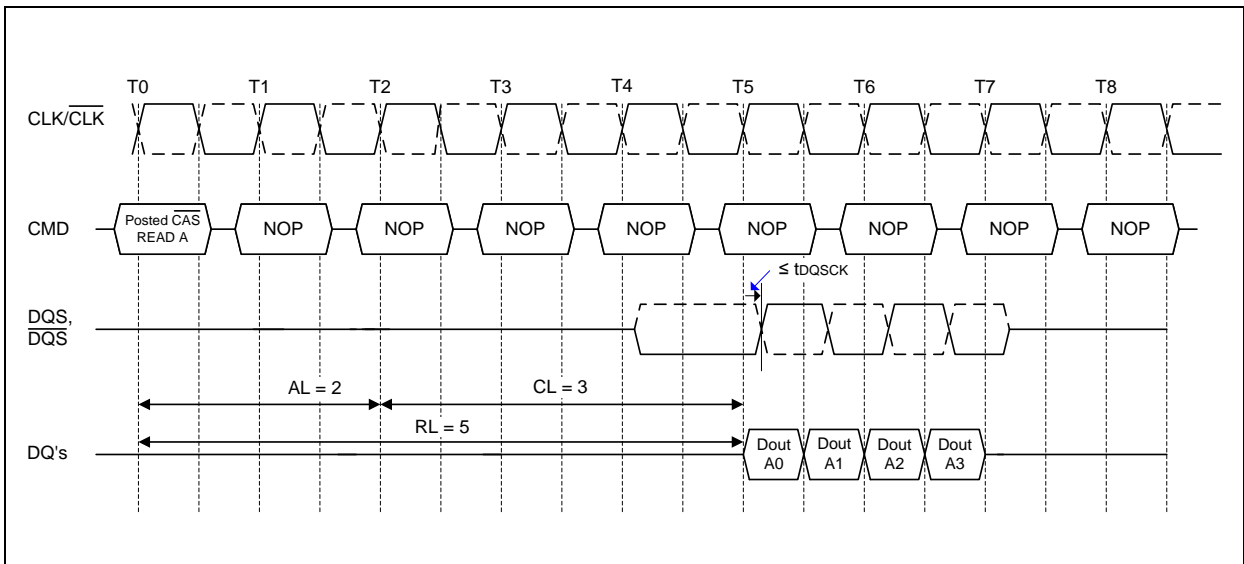 T0 T1 T2 T3 T4 T5 T6 T7 T8
CLK/CLK
CMD
Posted CAS
READ A
NOP NOP NOP NOP NOP NOP NOP NOP
≤ tDQSCK
DQS,
DQS
AL = 2 CL = 3
RL = 5
DQ's
Dout
A0
Dout
A1
Dout
A2
Dout
A3